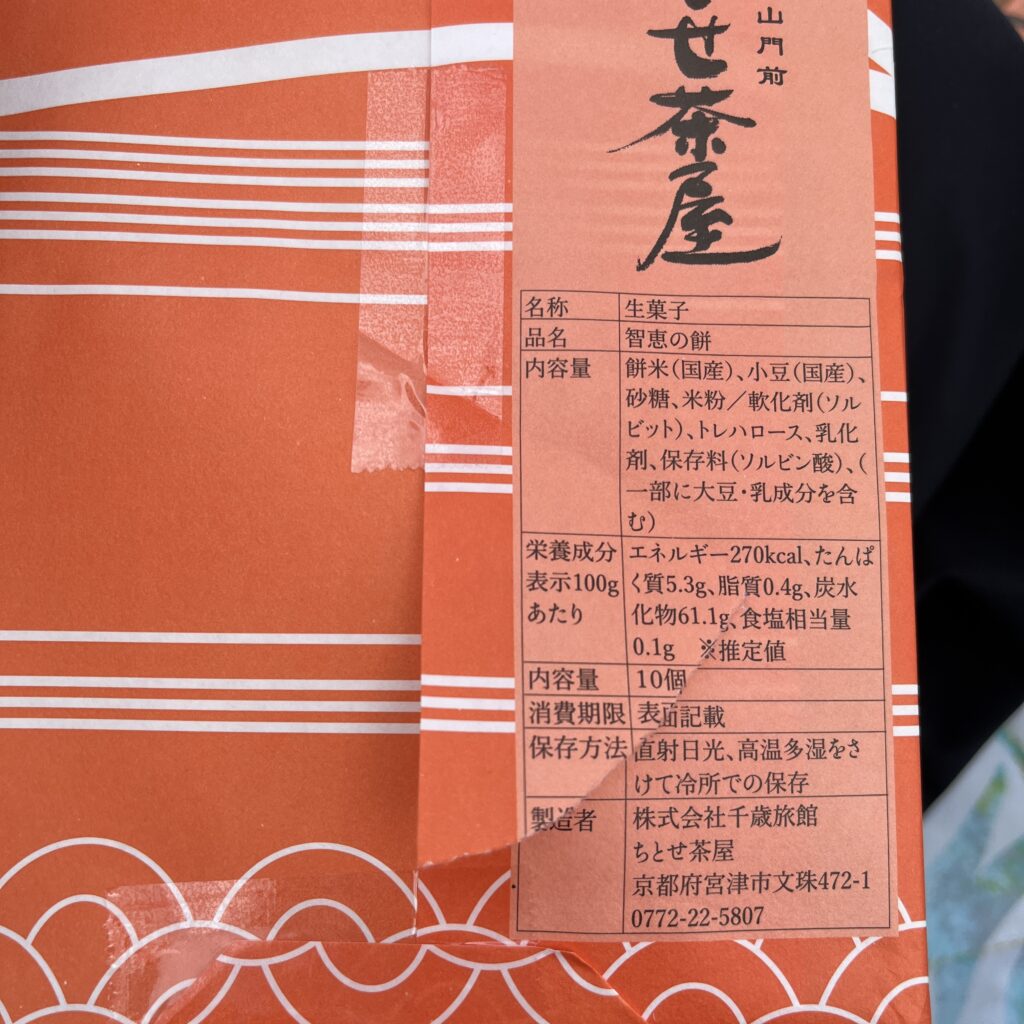 山門前
せ茶屋
名称 生菓子
品名 智恵の餅
内容量 餅米(国産)、小豆(国産)、
砂糖、米粉/軟化剤(ソル
ビット)、トレハロース、乳化
剤、保存料(ソルビン酸)、(
一部に大豆・乳成分を含
む)
栄養成分 エネルギー270kcal、たんぱ
表示100g く質5.3g、脂質0.4g、炭水
あたり 化物61.1g、食塩相当量
0.1g ※推定値
内容量 10個
消費期限 表面記載
保存方法 直射日光、高温多湿をさ
けて冷所での保存
製造者 株式会社千歳旅館
ちとせ茶屋
京都府宮津市文珠472-1
0772-22-5807